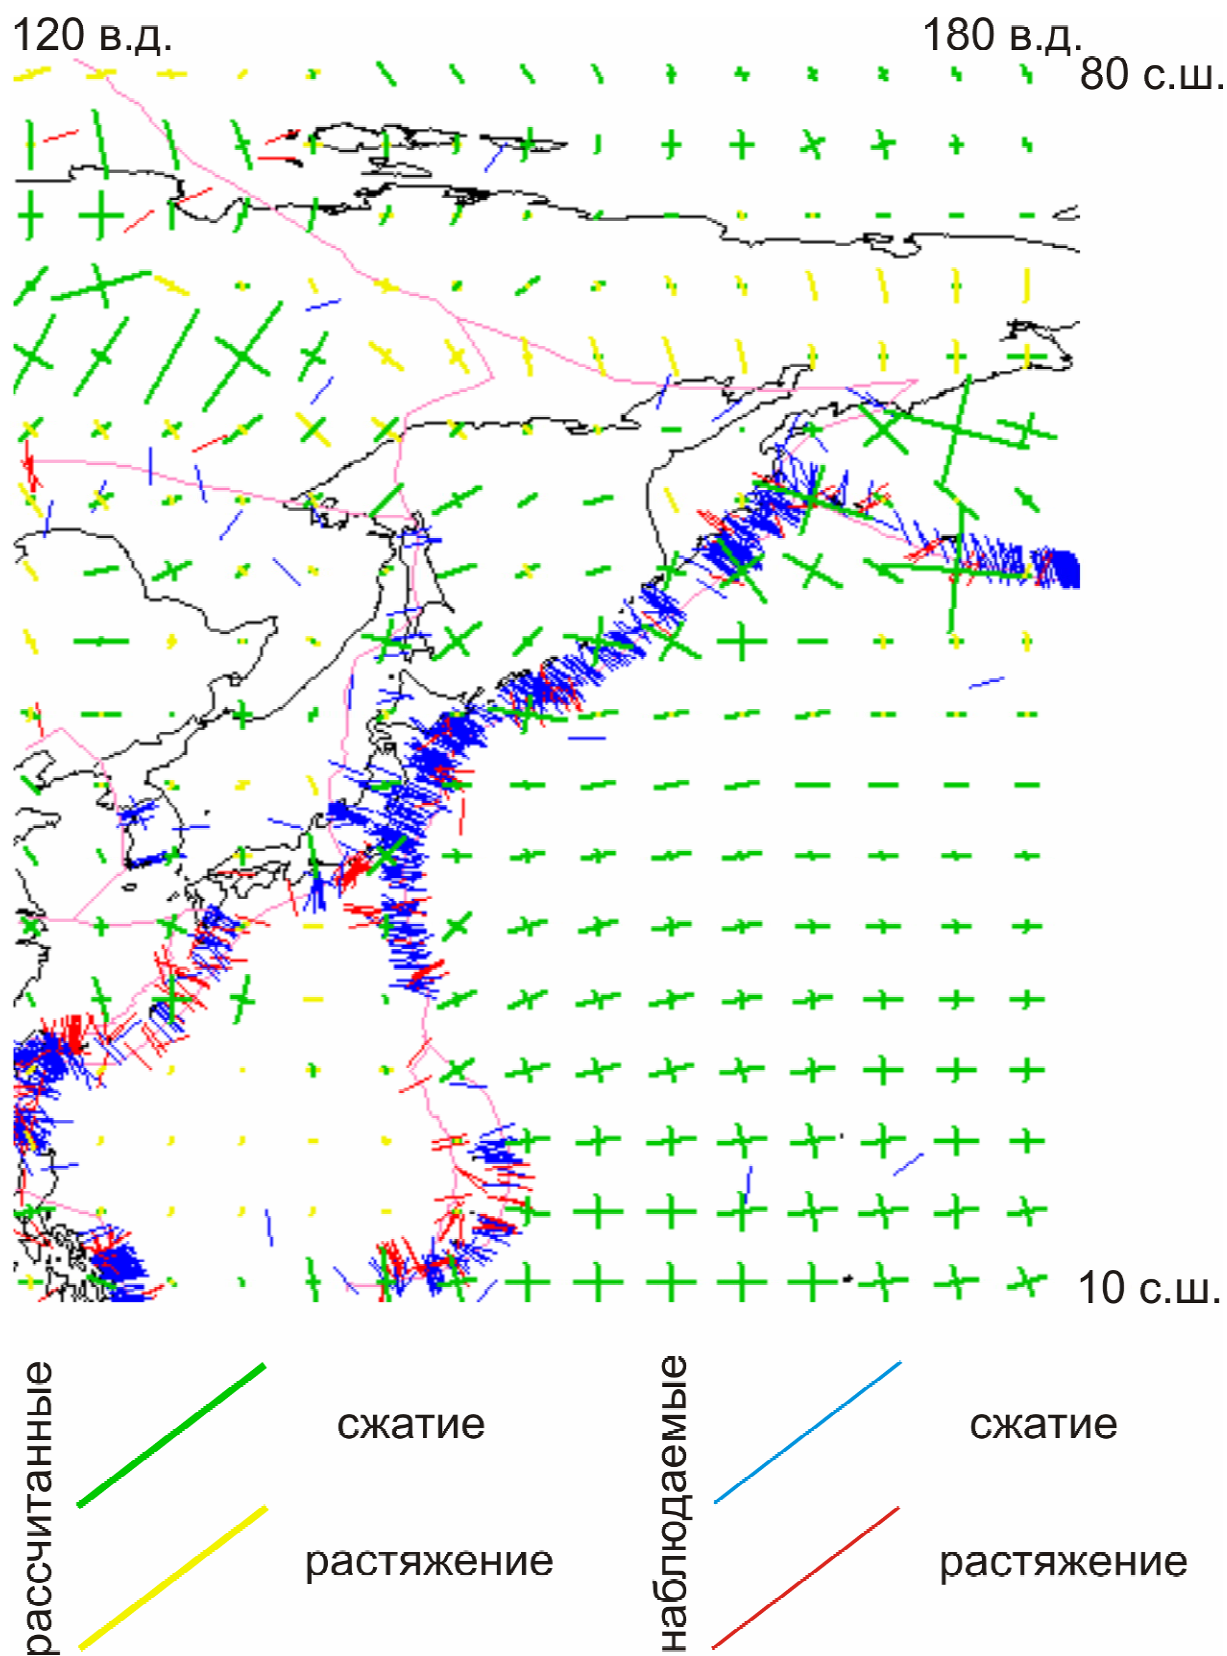 120 в.д.
180 в.д.
80 с.ш.
10 с.ш.
рассчитанные
сжатие
растяжение
наблюдаемые
сжатие
растяжение